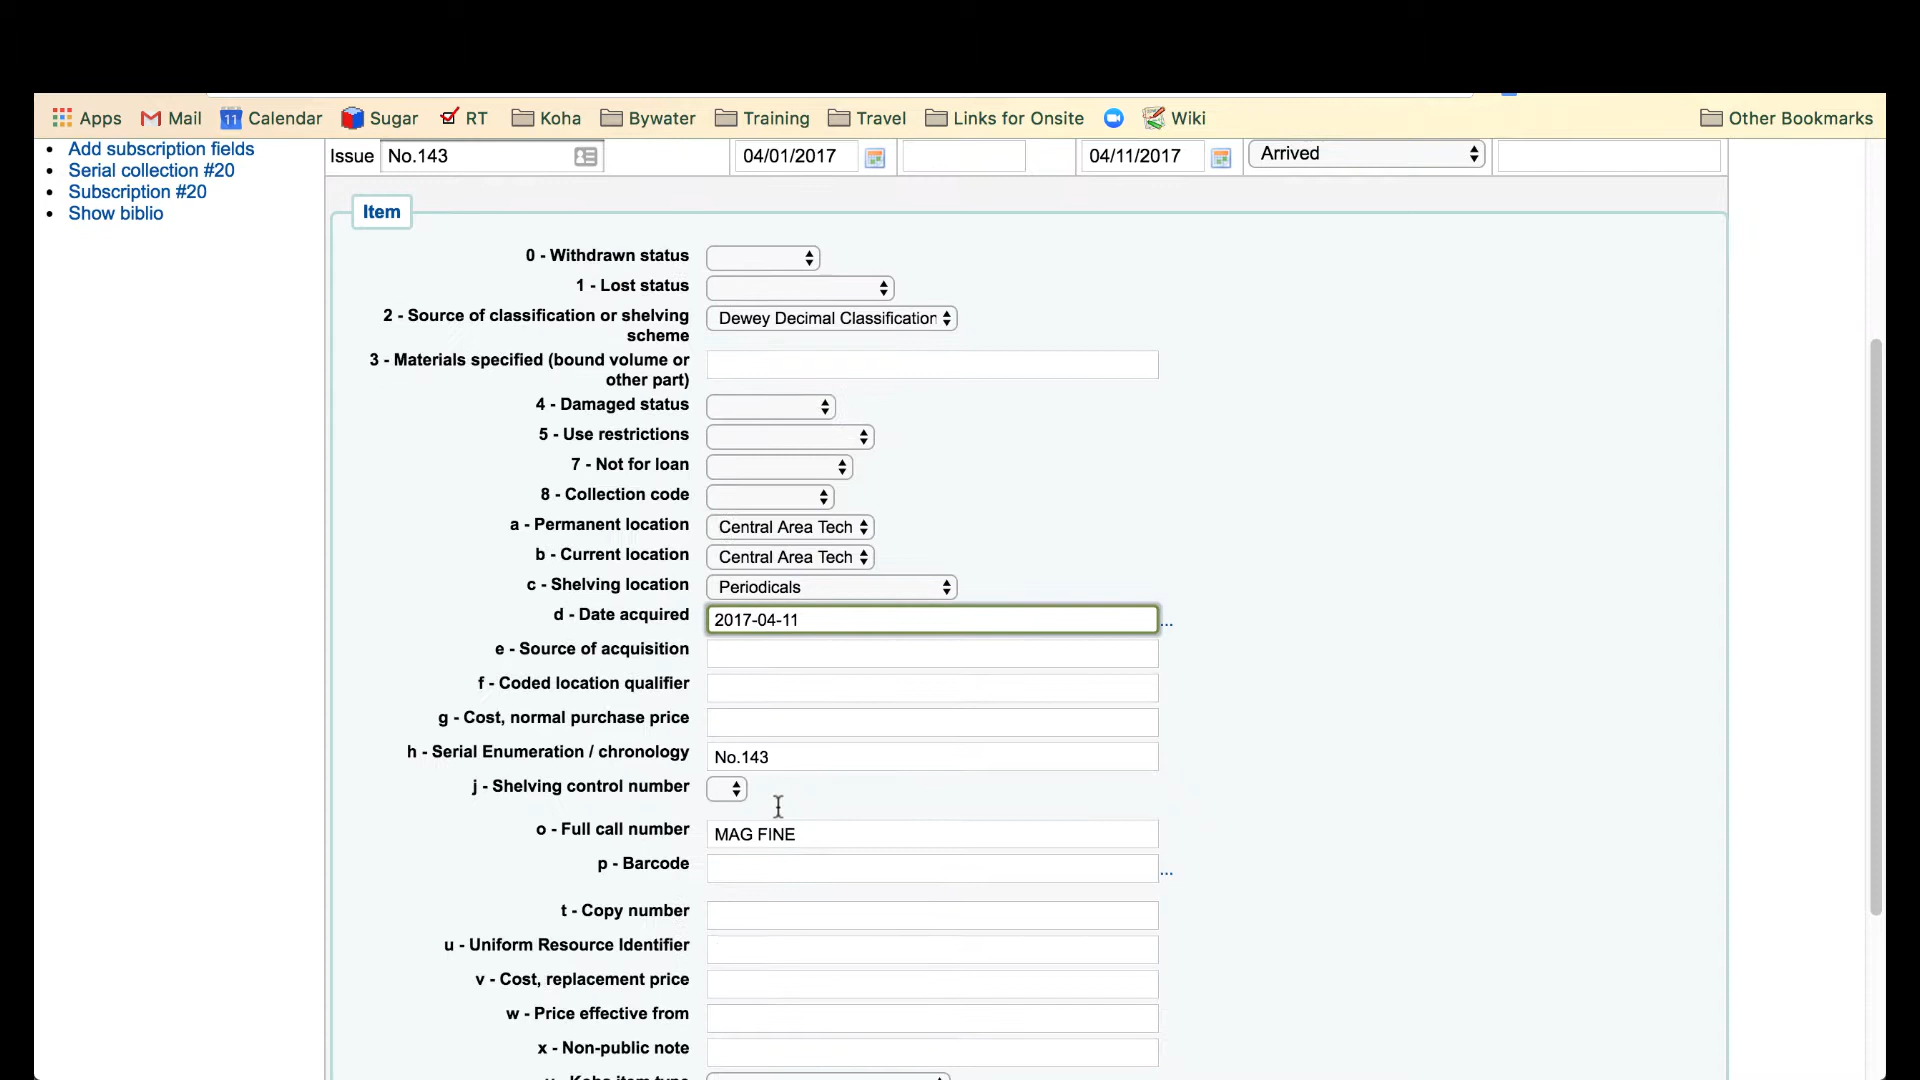 Apps Mail 11 Calendar Sugar RT Koha Bywater Training Travel Links for Onsite Wiki Other Bookmarks
Add subscription fields
Serial collection #20
Subscription #20
Show biblio
Issue No.143 04/01/2017 04/11/2017 Arrived
Item
0 - Withdrawn status
1 - Lost status
2 - Source of classification or shelving scheme Dewey Decimal Classification
3 - Materials specified (bound volume or other part)
4 - Damaged status
5 - Use restrictions
7 - Not for loan
8 - Collection code
a - Permanent location Central Area Tech
b - Current location Central Area Tech
c - Shelving location Periodicals
d - Date acquired 2017-04-11 ...
e - Source of acquisition
f - Coded location qualifier
g - Cost, normal purchase price
h - Serial Enumeration / chronology No.143
j - Shelving control number
o - Full call number MAG FINE
p - Barcode ...
t - Copy number
u - Uniform Resource Identifier
v - Cost, replacement price
w - Price effective from
x - Non-public note